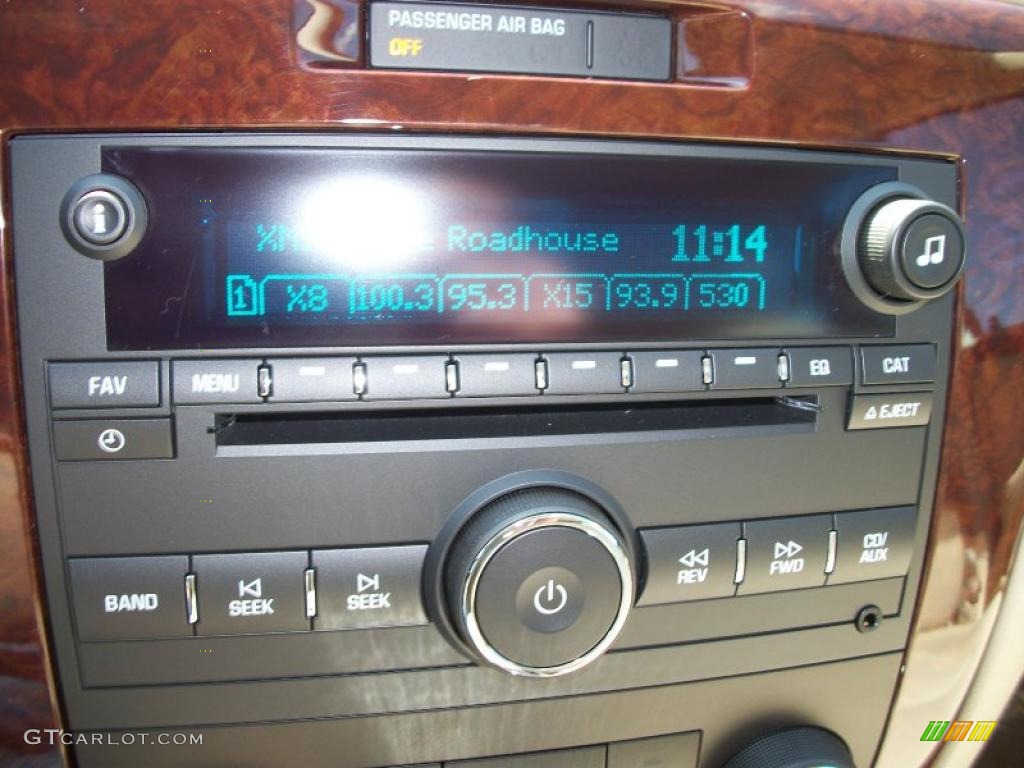 PASSENGER AIR BAG
OFF
i
Roadhouse 11:14
1 X8 100.3 95.3 X15 93.9 530
FAV MENU EQ CAT
EJECT
BAND SEEK SEEK REV FWD CD/
AUX
GTCARLOT.COM